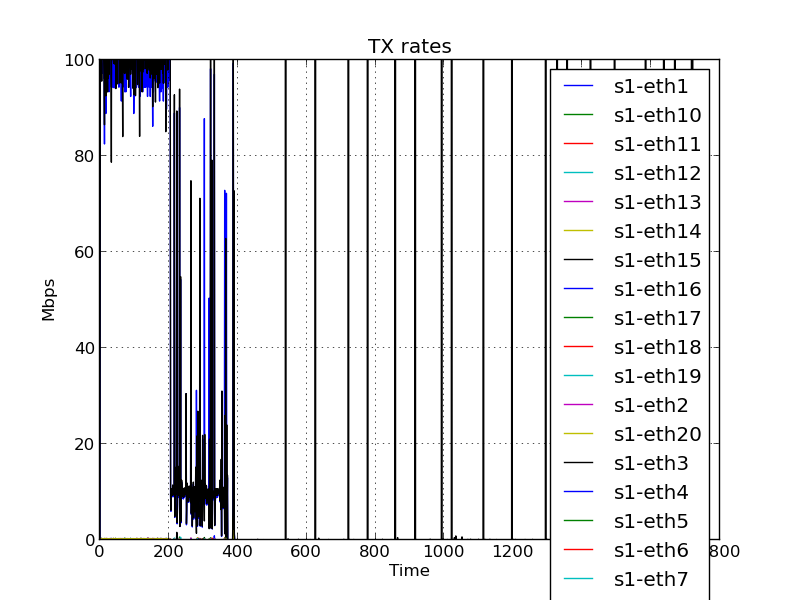 TX rates
100
80
60
40
20
0
Mbps
0 200 400 600 800 1000 1200 800
Time
s1-eth1
s1-eth10
s1-eth11
s1-eth12
s1-eth13
s1-eth14
s1-eth15
s1-eth16
s1-eth17
s1-eth18
s1-eth19
s1-eth2
s1-eth20
s1-eth3
s1-eth4
s1-eth5
s1-eth6
s1-eth7